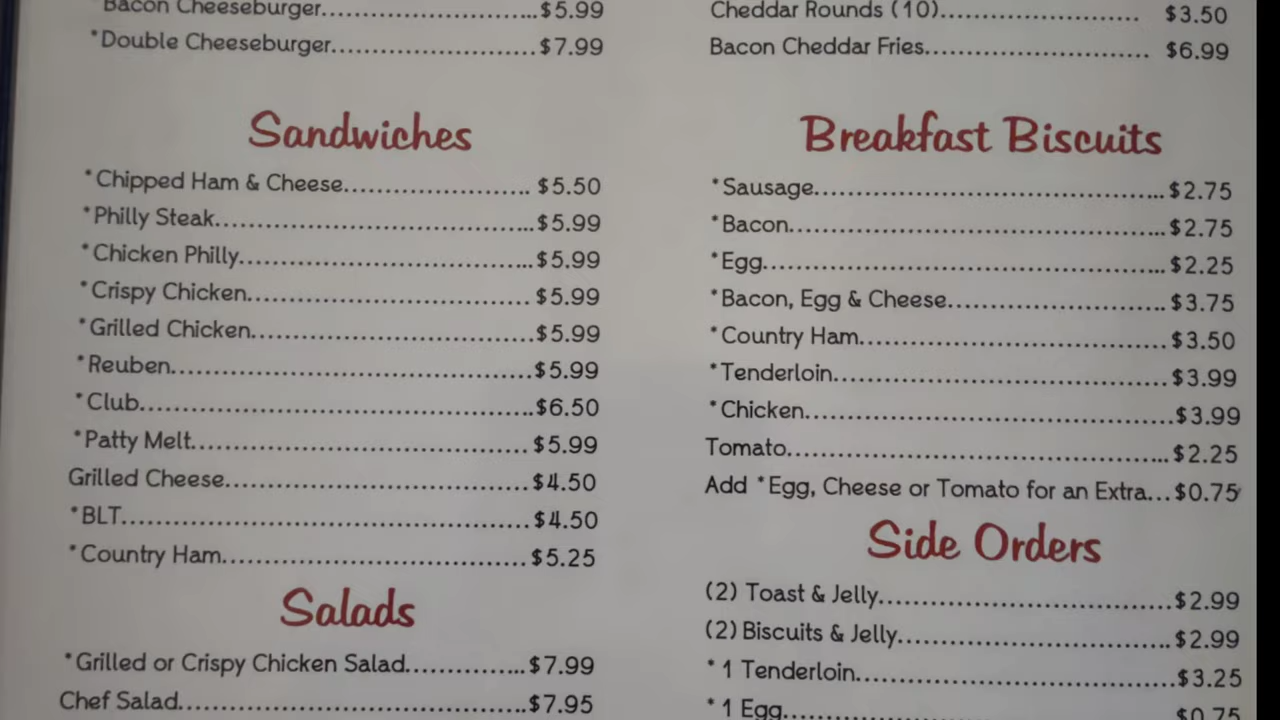 Bacon Cheeseburger.................................$5.99
*Double Cheeseburger..............................$7.99
Sandwiches
*Chipped Ham & Cheese........................... $5.50
*Philly Steak...............................................$5.99
*Chicken Philly...........................................$5.99
*Crispy Chicken......................................... $5.99
*Grilled Chicken.........................................$5.99
*Reuben.....................................................$5.99
*Club..........................................................$6.50
*Patty Melt.................................................$5.99
Grilled Cheese............................................$4.50
*BLT...........................................................$4.50
*Country Ham............................................$5.25
Salads
*Grilled or Crispy Chicken Salad.................$7.99
Chef Salad..................................................$7.95
Cheddar Rounds (10)............................. $3.50
Bacon Cheddar Fries................................. $6.99
Breakfast Biscuits
*Sausage...................................................$2.75
*Bacon......................................................$2.75
*Egg..........................................................$2.25
*Bacon, Egg & Cheese................................$3.75
*Country Ham............................................$3.50
*Tenderloin................................................$3.99
*Chicken....................................................$3.99
Tomato......................................................$2.25
Add *Egg, Cheese or Tomato for an Extra...$0.75
Side Orders
(2) Toast & Jelly..........................................$2.99
(2) Biscuits & Jelly.......................................$2.99
*1 Tenderloin.............................................$3.25
*1 Egg.......................................................$0.75